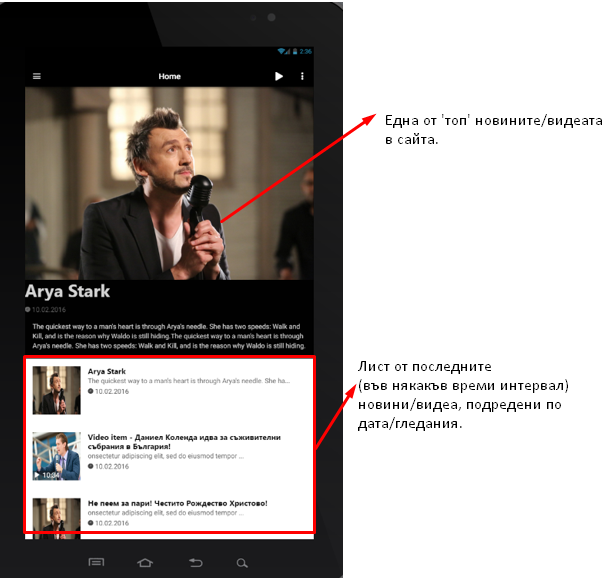 2:36
Home
Една от 'топ' новините/видеата
в сайта.
Arya Stark
10.02.2016
The quickest way to a man's heart is through Arya's needle. She has two speeds: Walk and
Kill, and is the reason why Waldo is still hiding.The quickest way to a man's heart is through
Arya's needle. She has two speeds: Walk and Kill, and is the reason why Waldo is still hiding.
Лист от последните
(във някакъв времи интервал)
новини/видеа, подредени по
дата/гледания.
Arya Stark
The quickest way to a man's heart is through Arya's needle. She ha...
10.02.2016
Video item - Даниел Коленда идва за съживителни
събрания в България!
onsectetur adipiscing elit, sed do eiusmod tempor ...
10.02.2016
10:34
Не пеем за пари! Честито Рождество Христово!
onsectetur adipiscing elit, sed do eiusmod tempor ...
10.02.2016